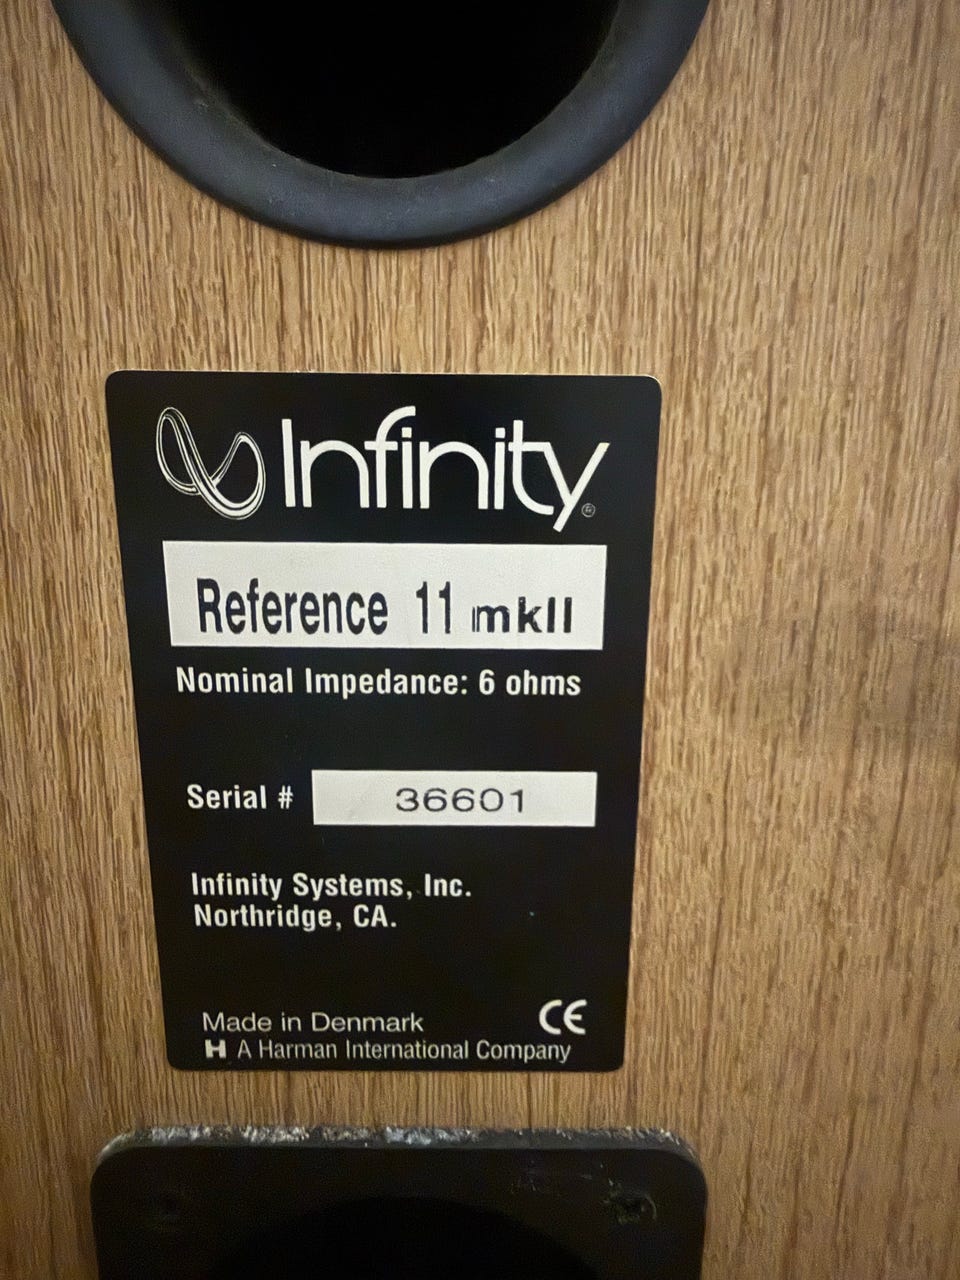 Infinity®
Reference 11 mkII
Nominal Impedance: 6 ohms
Serial # 36601
Infinity Systems, Inc.
Northridge, CA.
CE
Made in Denmark
H A Harman International Company